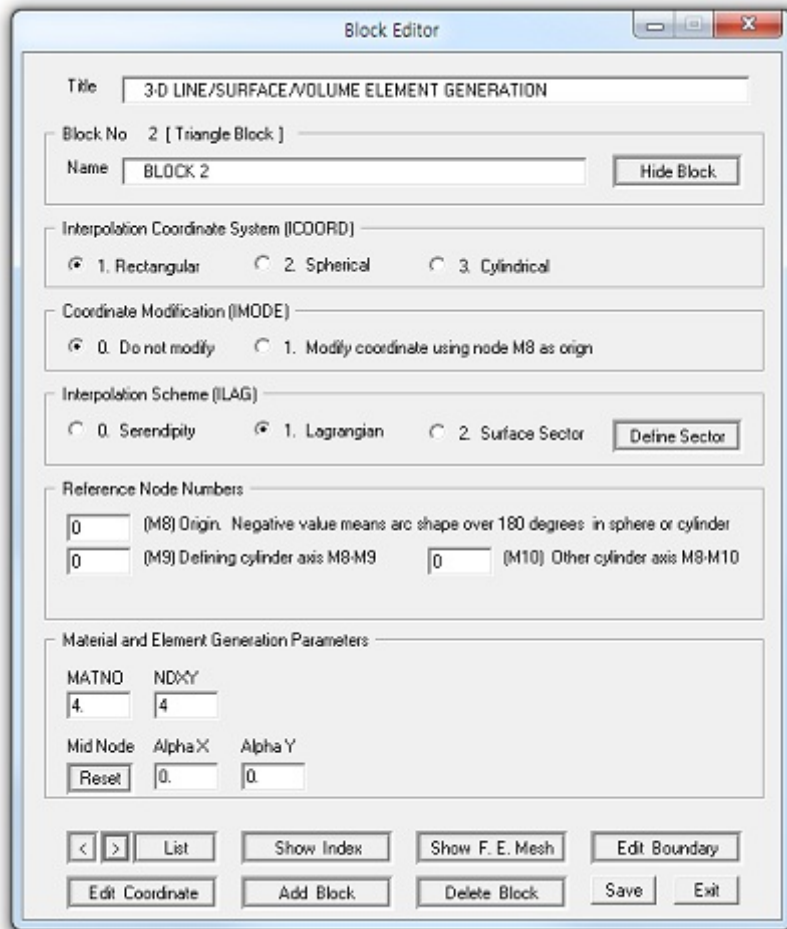 Block Editor
Title 3-D LINE/SURFACE/VOLUME ELEMENT GENERATION
Block No 2 [ Triangle Block ]
Name BLOCK 2 Hide Block
Interpolation Coordinate System (ICOORD)
1. Rectangular 2. Spherical 3. Cylindrical
Coordinate Modification (IMODE)
0. Do not modify 1. Modify coordinate using node M8 as orign
Interpolation Scheme (ILAG)
0. Serendipity 1. Lagrangian 2. Surface Sector Define Sector
Reference Node Numbers
0 (M8) Origin. Negative value means arc shape over 180 degrees in sphere or cylinder
0 (M9) Defining cylinder axis M8-M9 0 (M10) Other cylinder axis M8-M10
Material and Element Generation Parameters
MATNO NDXY
4. 4
Mid Node Alpha X Alpha Y
Reset 0. 0.
< > List Show Index Show F. E. Mesh Edit Boundary
Edit Coordinate Add Block Delete Block Save Exit